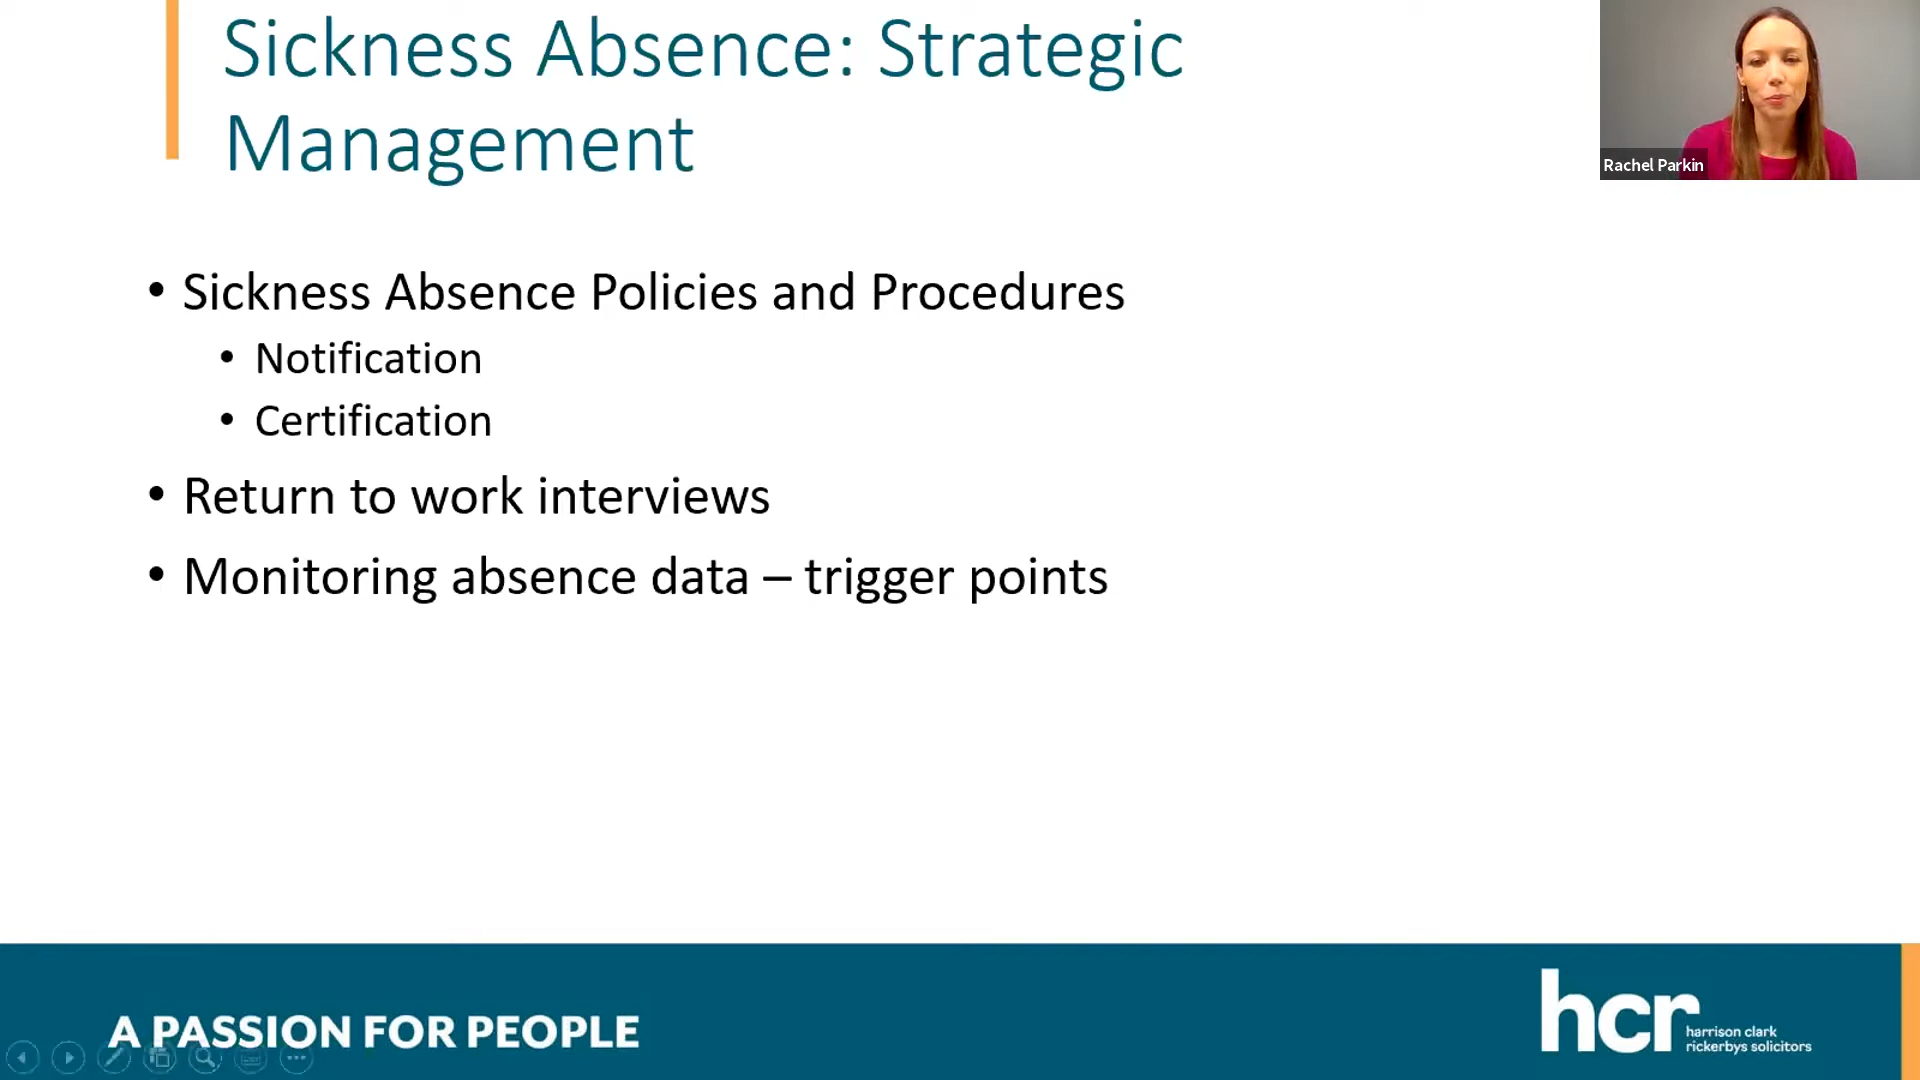 Sickness Absence: Strategic
Management
Rachel Parkin
• Sickness Absence Policies and Procedures
• Notification
• Certification
• Return to work interviews
• Monitoring absence data – trigger points
A PASSION FOR PEOPLE
hcr
harrison clark
rickerbys solicitors